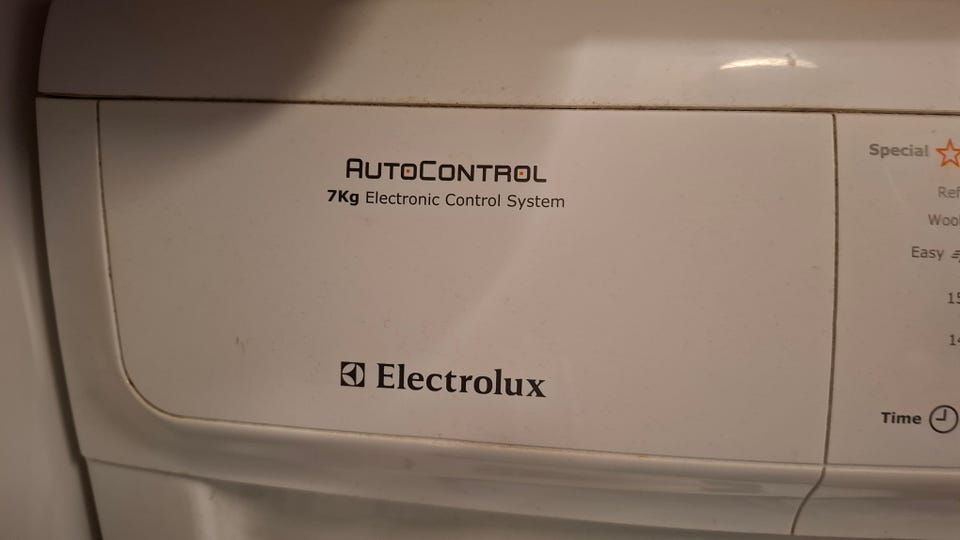 AUTOCONTROL
7Kg Electronic Control System
Electrolux
Special
Easy
Time